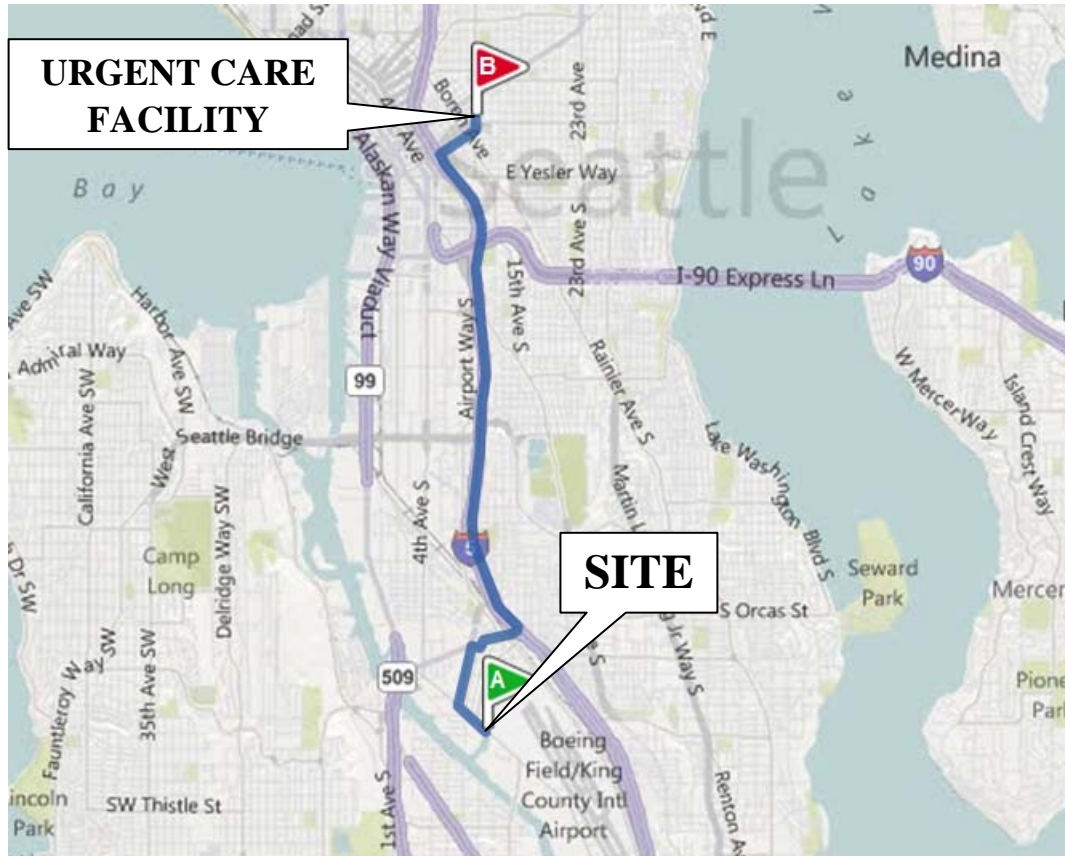 URGENT CARE
FACILITY
B
Medina
Boren Ave
23rd Ave
Bay
Alaskan Way Viaduct
E Yesler Way
Seattle
23rd Ave S
15th Ave S
I-90 Express Ln
90
Harbor Ave SW
Admiral Way
99
Airport Way S
Rainier Ave S
W Mercer Way
Island Crest Way
California Ave SW
West
Seattle Bridge
Lake Washington Blvd S
4th Ave S
Delridge Way SW
Camp
Long
5
SITE
Seward
Park
S Orcas St
Mercer
Fauntleroy Way SW
35th Ave SW
509
A
Boeing
Field/King
County Intl
Airport
SW Thistle St
1st Ave S
Park